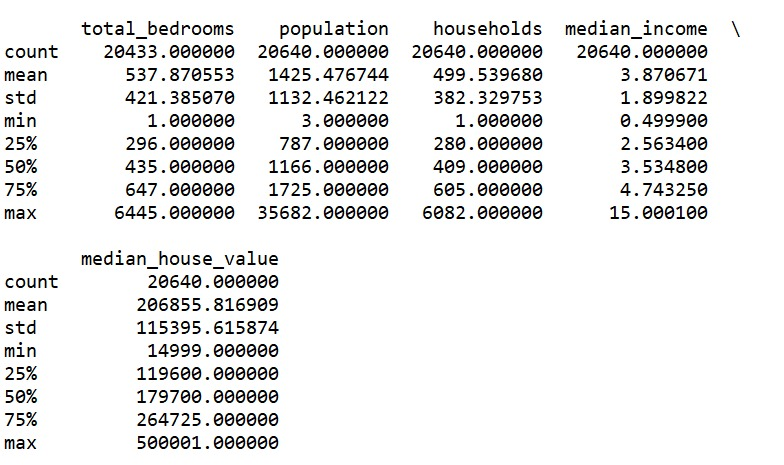 total_bedrooms population households median_income \
count 20433.000000 20640.000000 20640.000000 20640.000000
mean 537.870553 1425.476744 499.539680 3.870671
std 421.385070 1132.462122 382.329753 1.899822
min 1.000000 3.000000 1.000000 0.499900
25% 296.000000 787.000000 280.000000 2.563400
50% 435.000000 1166.000000 409.000000 3.534800
75% 647.000000 1725.000000 605.000000 4.743250
max 6445.000000 35682.000000 6082.000000 15.000100
median_house_value
count 20640.000000
mean 206855.816909
std 115395.615874
min 14999.000000
25% 119600.000000
50% 179700.000000
75% 264725.000000
max 500001.000000